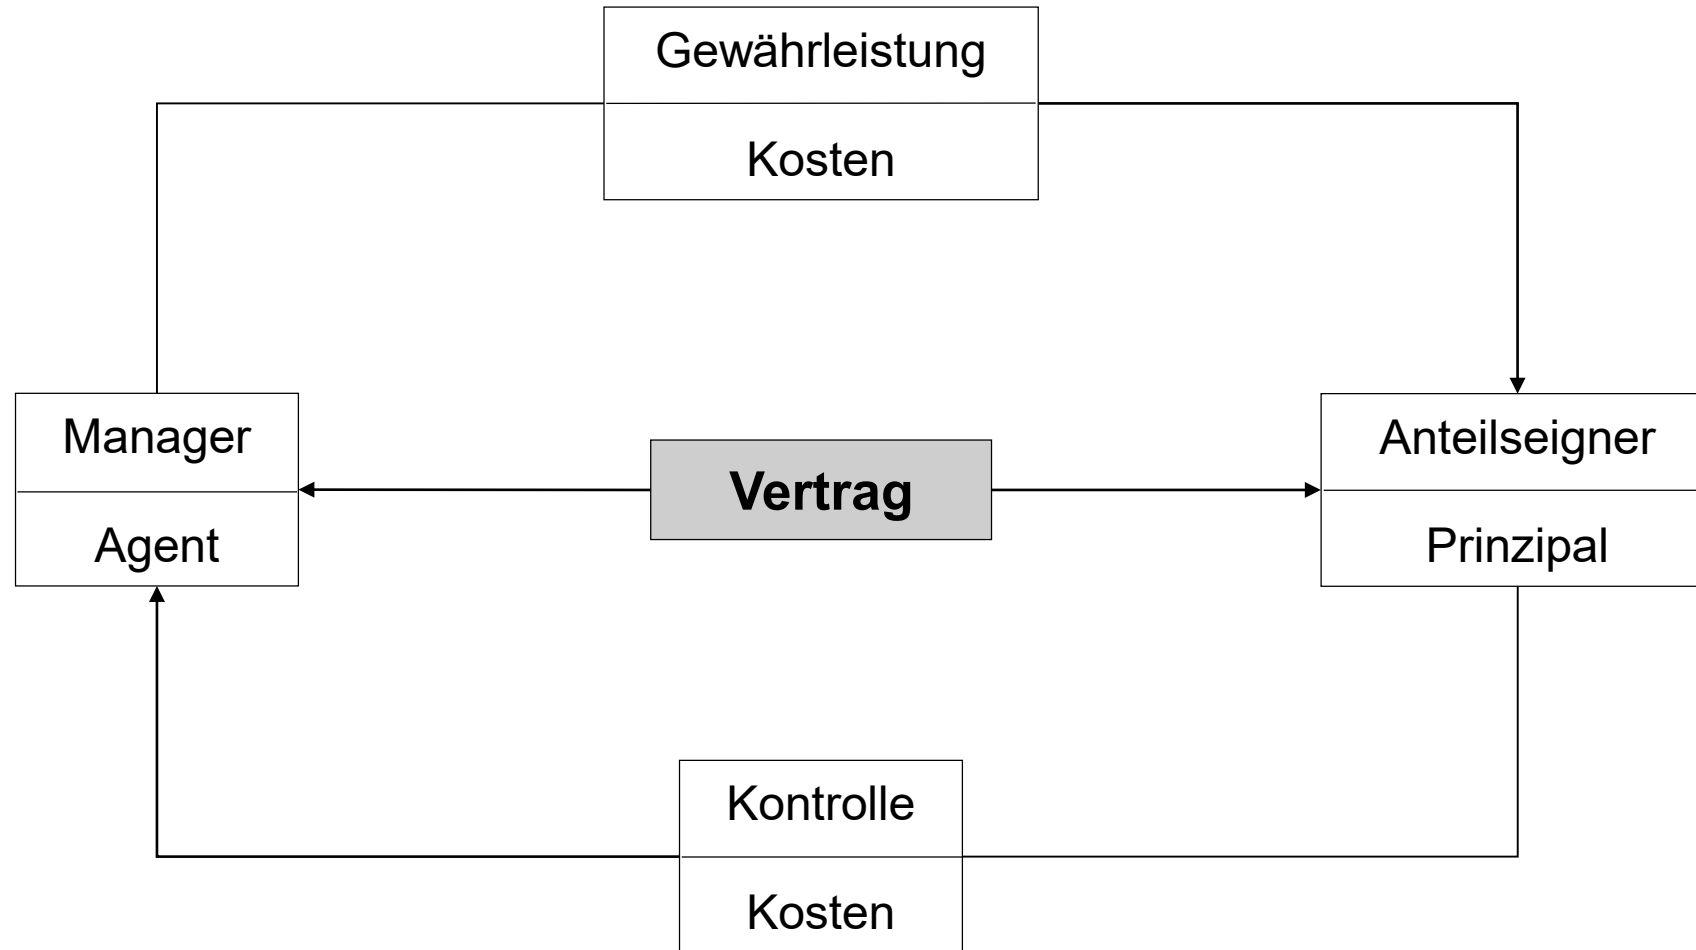 Gewährleistung
Kosten
Manager
Agent
Vertrag
Anteilseigner
Prinzipal
Kontrolle
Kosten